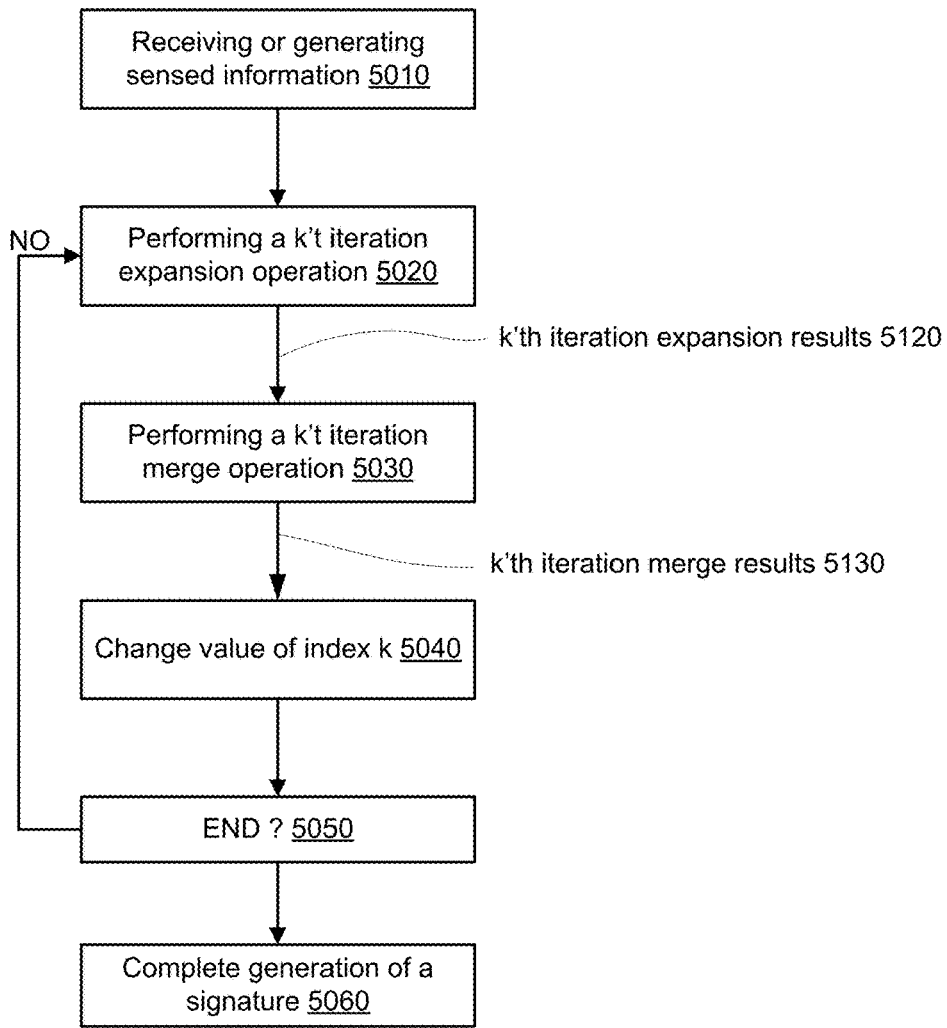 Receiving or generating
sensed information 5010
NO
Performing a k't iteration
expansion operation 5020
k'th iteration expansion results 5120
Performing a k't iteration
merge operation 5030
k'th iteration merge results 5130
Change value of index k 5040
END ? 5050
Complete generation of a
signature 5060